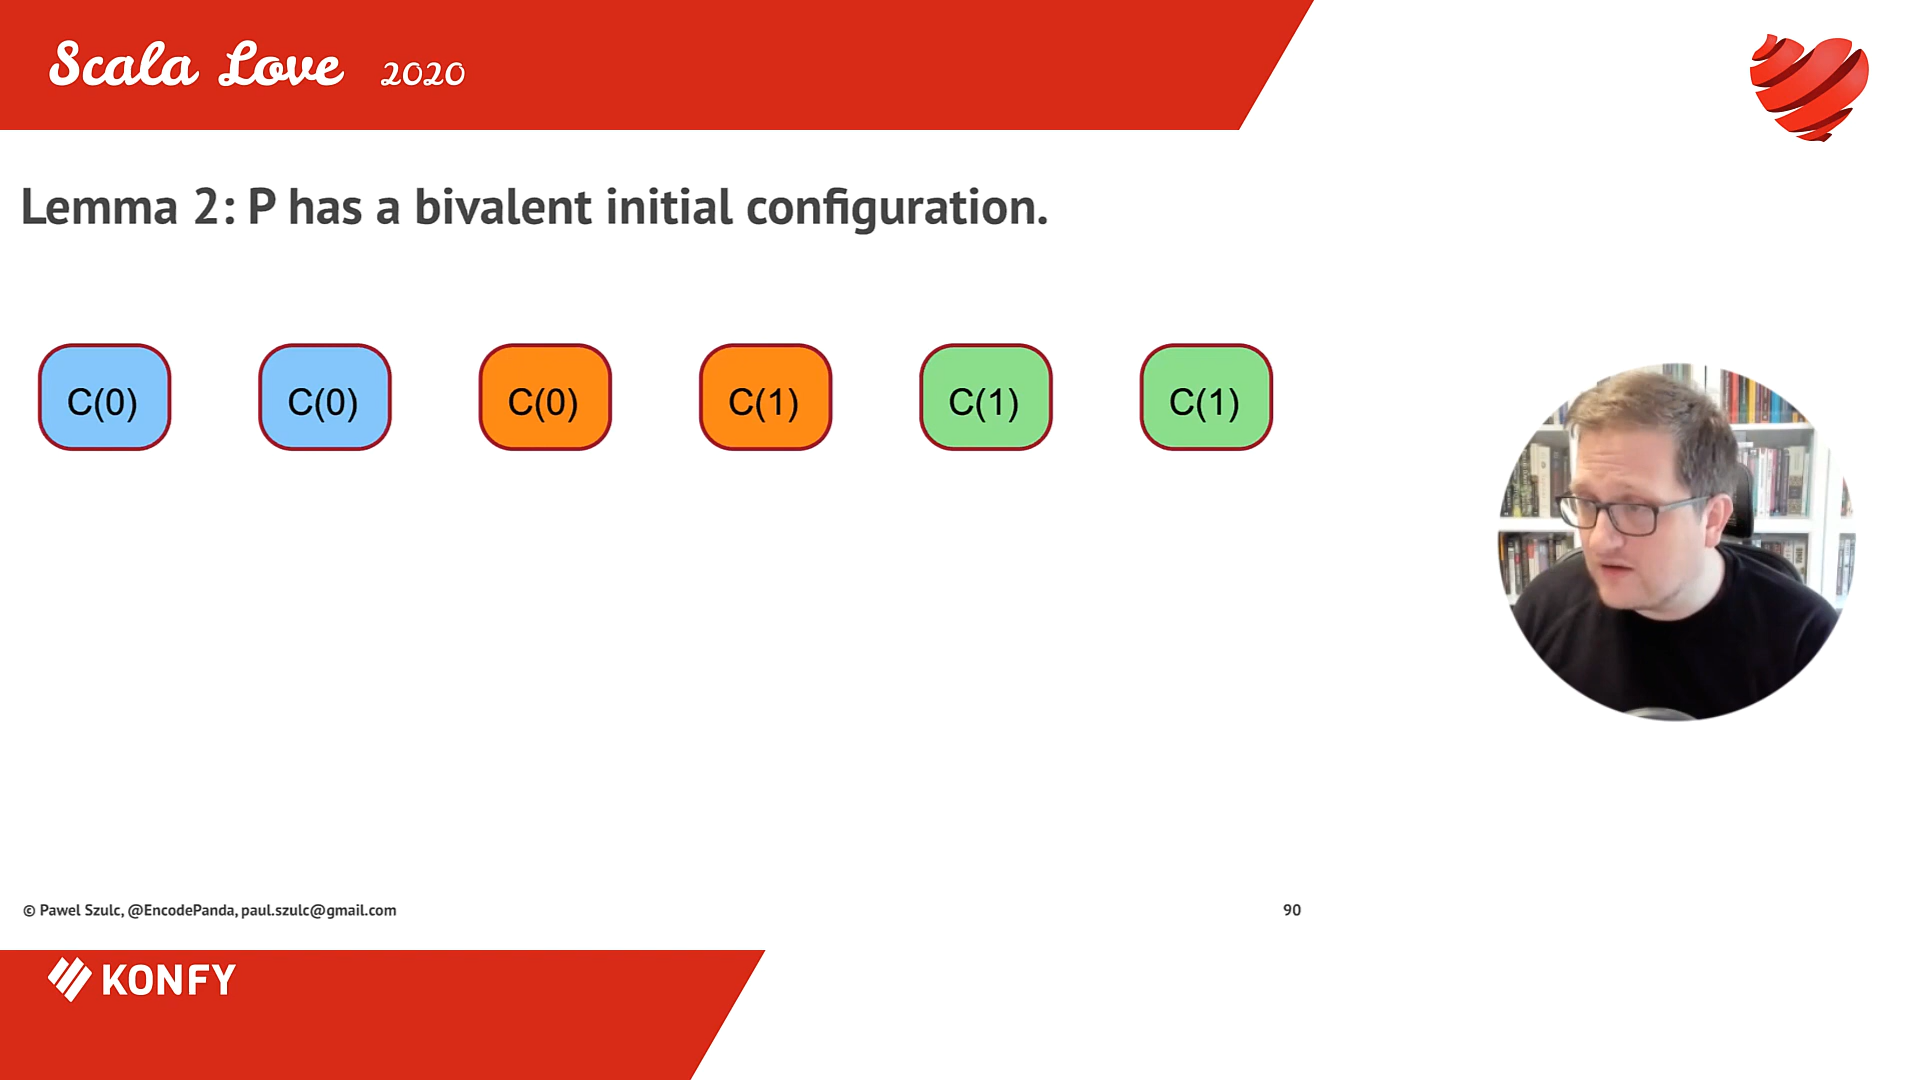 Scala Love 2020
Lemma 2: P has a bivalent initial configuration.
C(0) C(0) C(0) C(1) C(1) C(1)
© Pawel Szulc, @EncodePanda, paul.szulc@gmail.com 90
KONFY